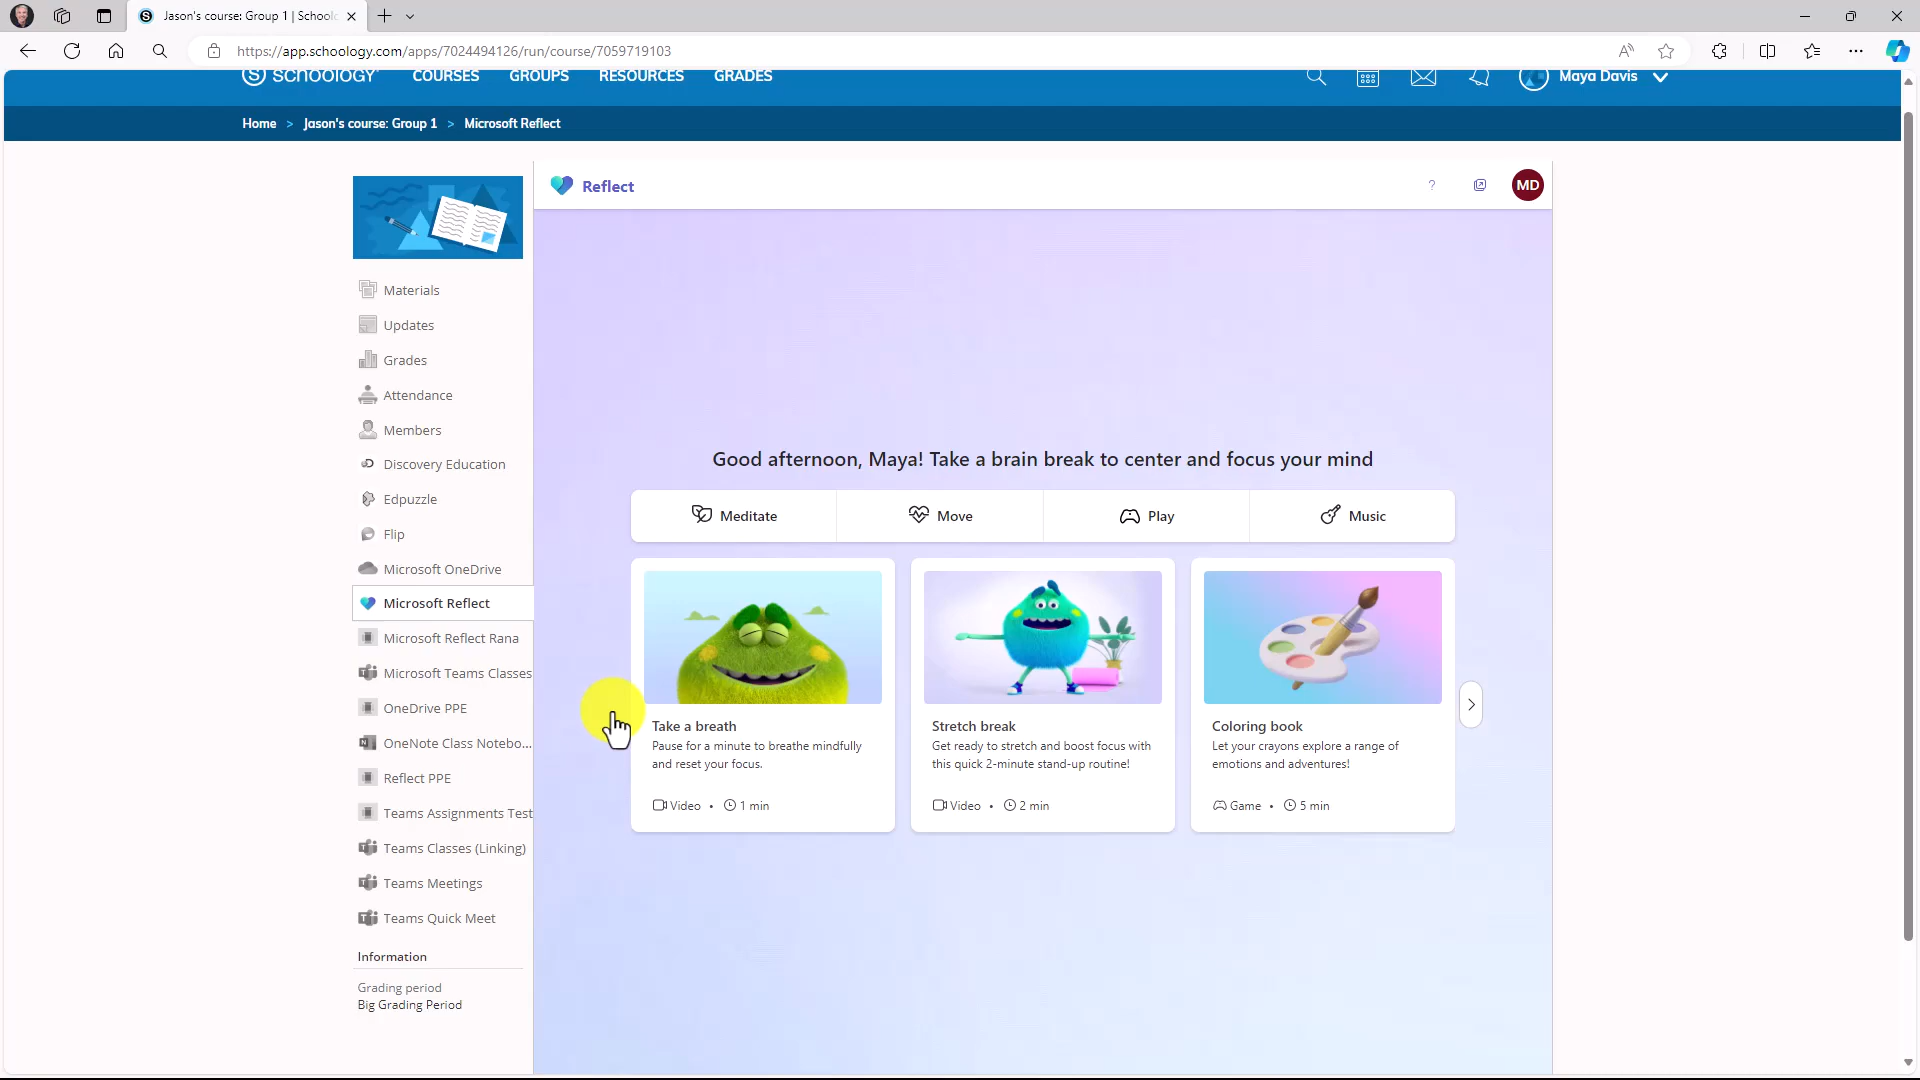 Jason's course: Group 1 | Schoolo
https://app.schoology.com/apps/7024494126/run/course/7059719103
SCHOOLOGY
COURSES
GROUPS
RESOURCES
GRADES
Maya Davis
Home > Jason's course: Group 1 > Microsoft Reflect
Reflect
?
MD
Materials
Updates
Grades
Attendance
Members
Discovery Education
Edpuzzle
Flip
Microsoft OneDrive
Microsoft Reflect
Microsoft Reflect Rana
Microsoft Teams Classes
OneDrive PPE
OneNote Class Notebo...
Reflect PPE
Teams Assignments Test
Teams Classes (Linking)
Teams Meetings
Teams Quick Meet
Information
Grading period
Big Grading Period
Good afternoon, Maya! Take a brain break to center and focus your mind
Meditate
Move
Play
Music
Take a breath
Pause for a minute to breathe mindfully
and reset your focus.
Video • 1 min
Stretch break
Get ready to stretch and boost focus with
this quick 2-minute stand-up routine!
Video • 2 min
Coloring book
Let your crayons explore a range of
emotions and adventures!
Game • 5 min